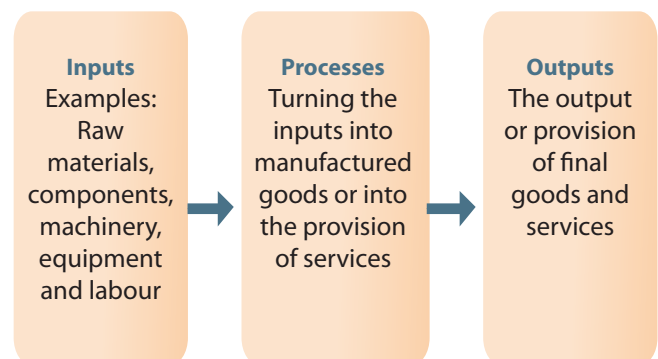 Inputs
Examples:
Raw
materials,
components,
machinery,
equipment
and labour
Processes
Turning the
inputs into
manufactured
goods or into
the provision
of services
Outputs
The output
or provision
of final
goods and
services